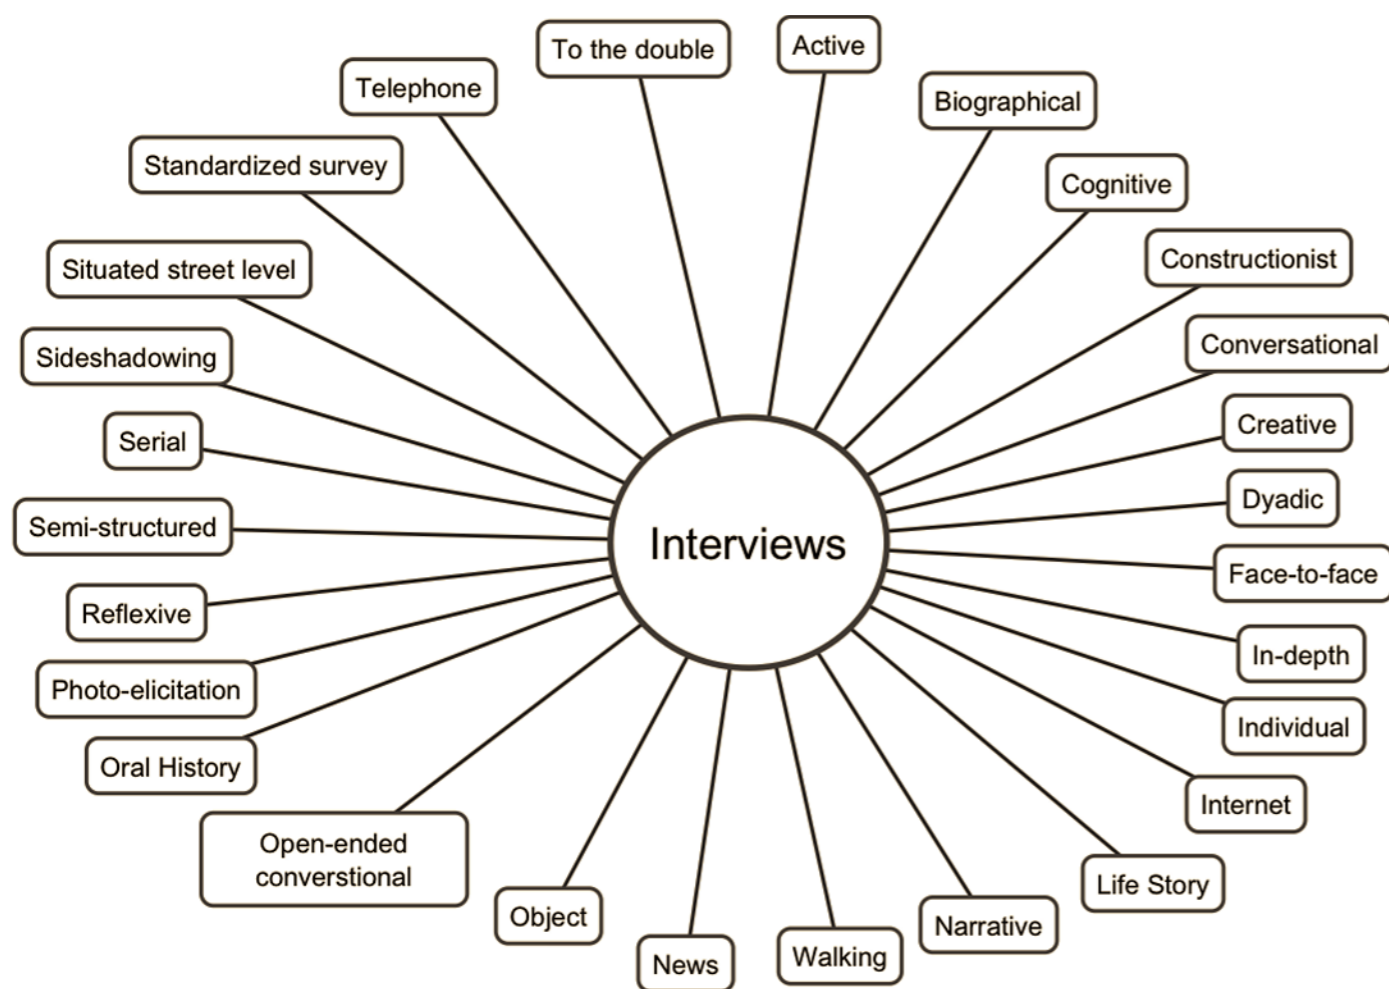 To the double
Active
Telephone
Biographical
Standardized survey
Cognitive
Situated street level
Constructionist
Sideshadowing
Conversational
Serial
Creative
Semi-structured
Dyadic
Interviews
Face-to-face
Reflexive
In-depth
Photo-elicitation
Individual
Oral History
Internet
Open-ended
converstional
Life Story
Object
Narrative
News
Walking